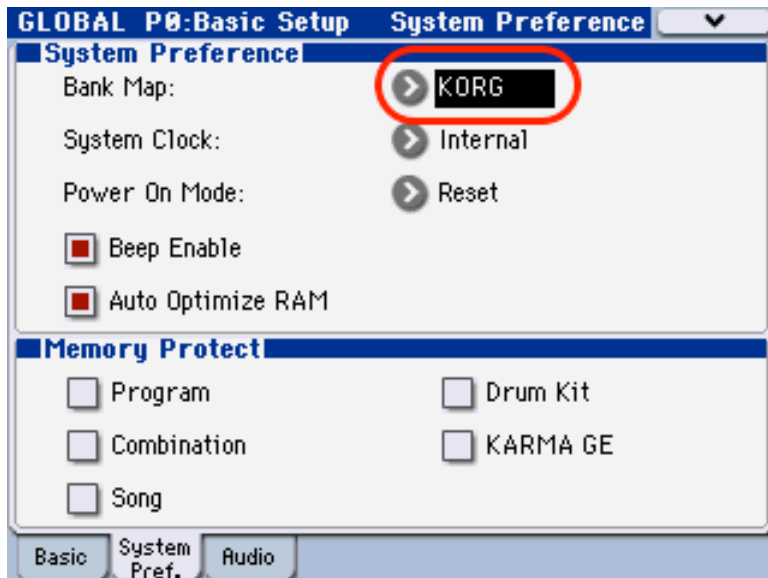 GLOBAL P0:Basic Setup System Preference
System Preference
Bank Map: KORG
System Clock: Internal
Power On Mode: Reset
Beep Enable
Auto Optimize RAM
Memory Protect
Program Drum Kit
Combination KARMA GE
Song
Basic System Pref. Audio